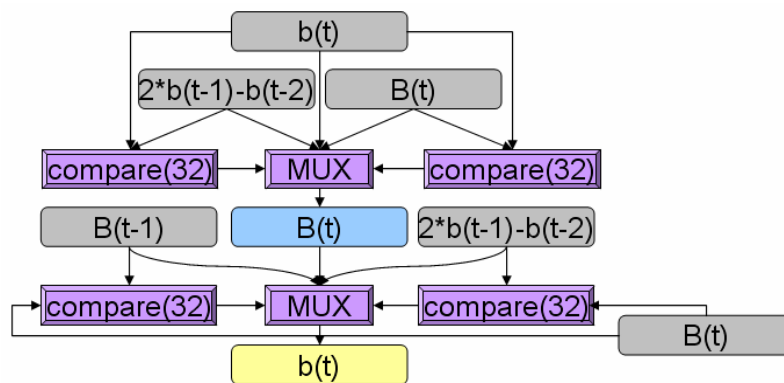 b(t)
2*b(t-1)-b(t-2)
B(t)
compare(32)
MUX
compare(32)
B(t-1)
B(t)
2*b(t-1)-b(t-2)
compare(32)
MUX
compare(32)
B(t)
b(t)